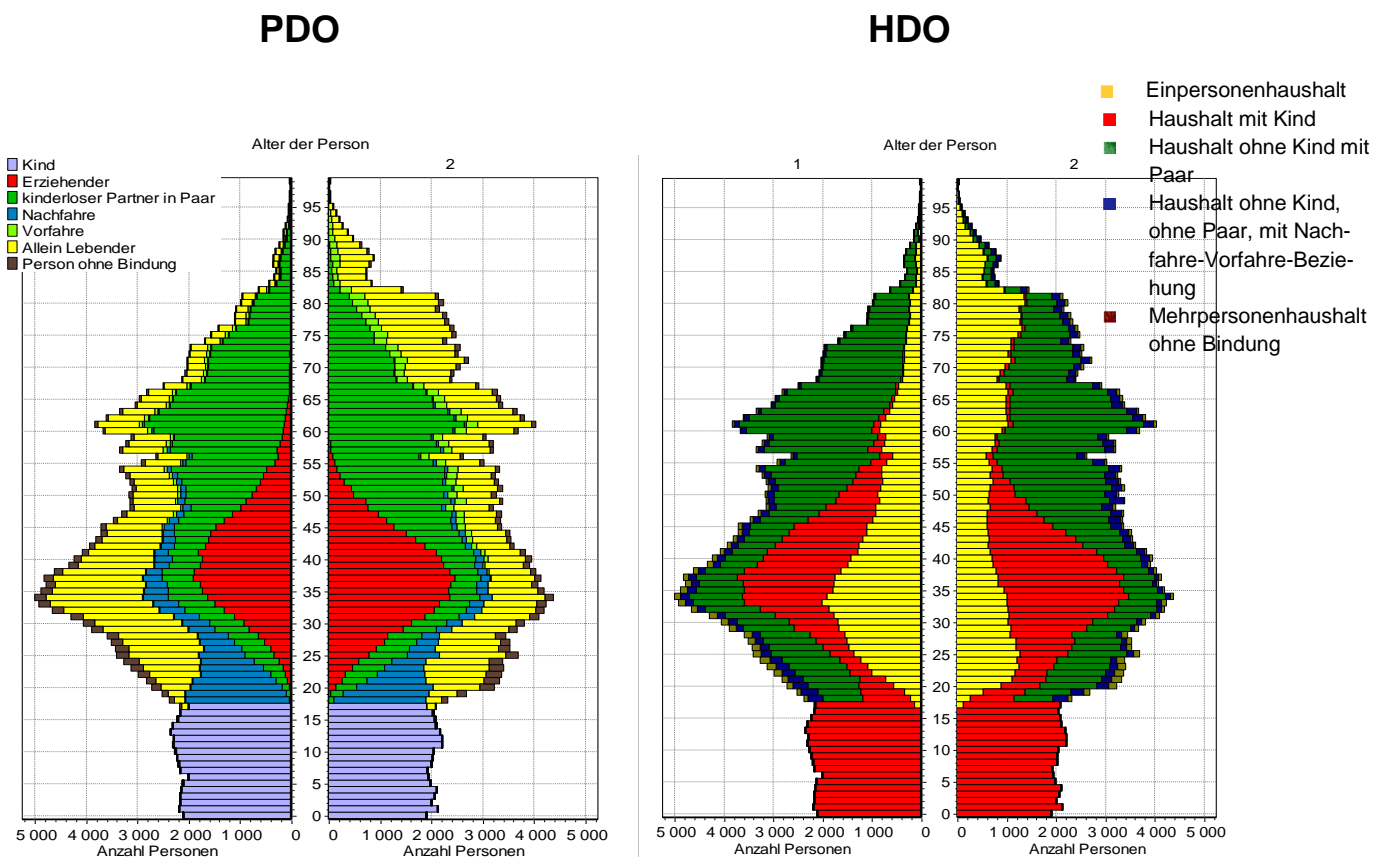 PDO
HDO
Alter der Person
2
Kind
Erziehender
kinderloser Partner in Paar
Nachfahre
Vorfahre
Allein Lebender
Person ohne Bindung
95
90
85
80
75
70
65
60
55
50
45
40
35
30
25
20
15
10
5
0
5 000 4 000 3 000 2 000 1 000 0
0 1 000 2 000 3 000 4 000 5 000
Anzahl Personen
Anzahl Personen
Alter der Person
1
2
Einpersonenhaushalt
Haushalt mit Kind
Haushalt ohne Kind mit
Paar
Haushalt ohne Kind,
ohne Paar, mit Nach-
fahre-Vorfahre-Bezie-
hung
Mehrpersonenhaushalt
ohne Bindung
95
90
85
80
75
70
65
60
55
50
45
40
35
30
25
20
15
10
5
0
5 000 4 000 3 000 2 000 1 000 0
0 1 000 2 000 3 000 4 000 5 000
Anzahl Personen
Anzahl Personen